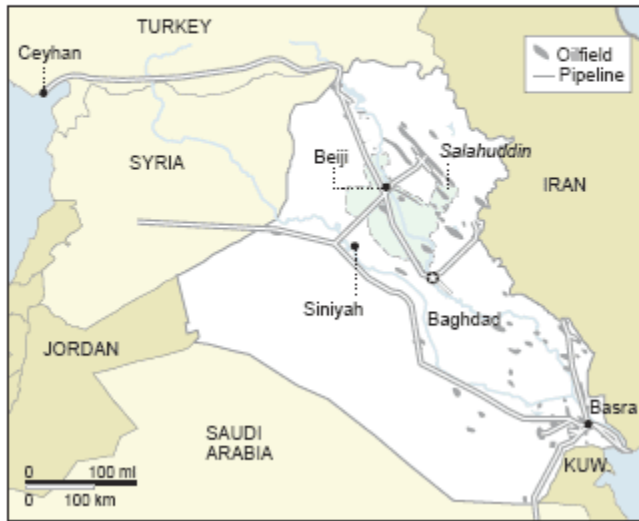 TURKEY
Ceyhan
Oilfield
Pipeline
Beiji
Salahuddin
SYRIA
IRAN
Siniyah
Baghdad
JORDAN
Basra
SAUDI
ARABIA
KUW.
0 100 ml
0 100 km